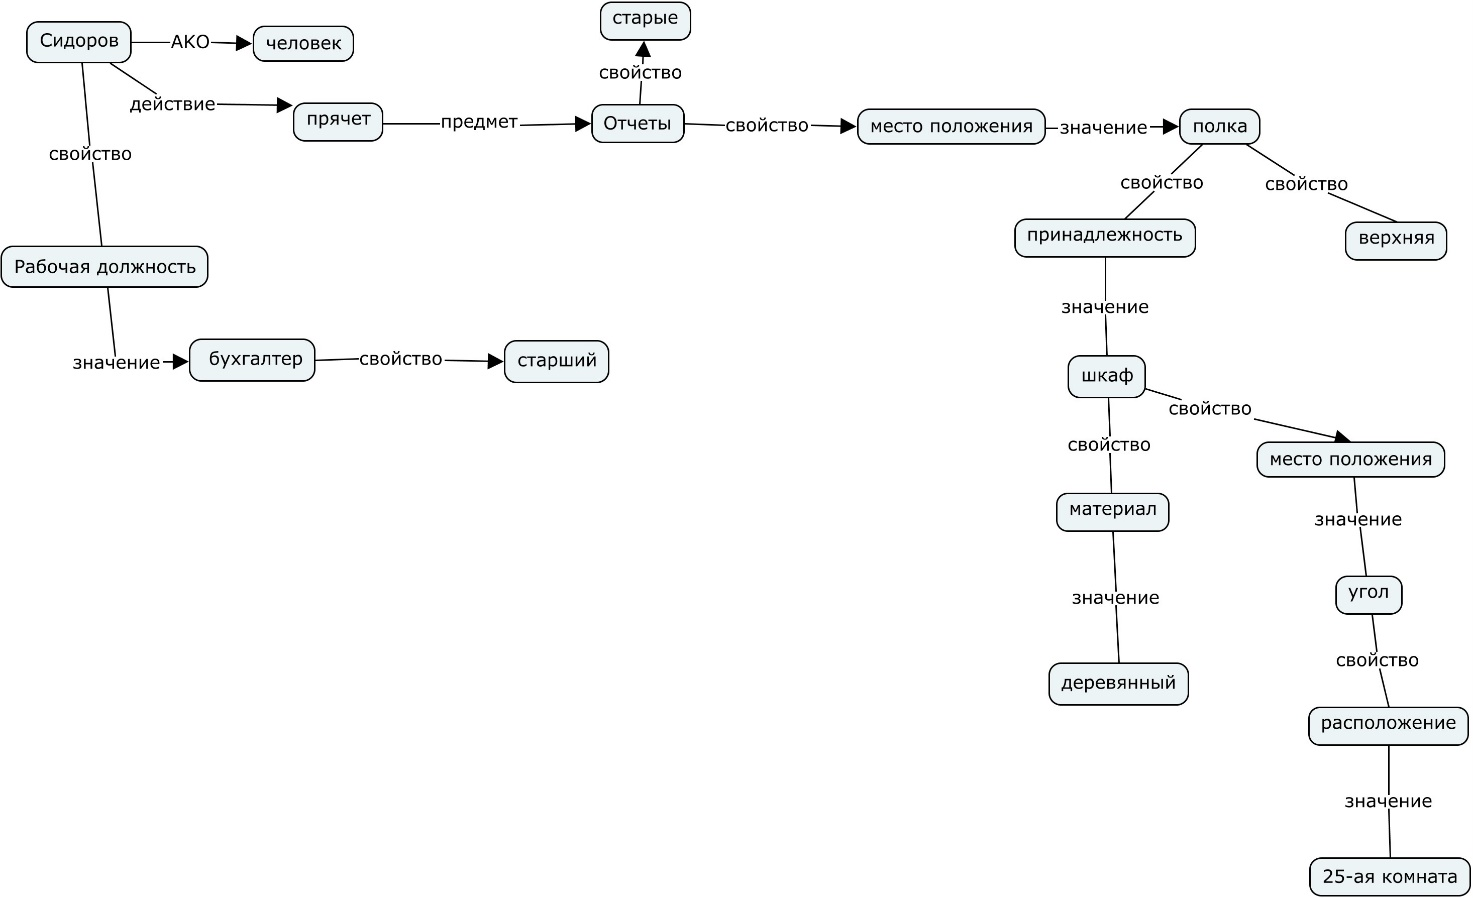 старые
Сидоров
АКО
человек
свойство
действие
прячет
предмет
Отчеты
свойство
место положения
значение
полка
свойство
свойство
свойство
Рабочая должность
принадлежность
верхняя
значение
значение
бухгалтер
свойство
старший
шкаф
свойство
свойство
место положения
материал
значение
значение
угол
свойство
деревянный
расположение
значение
25-ая комната